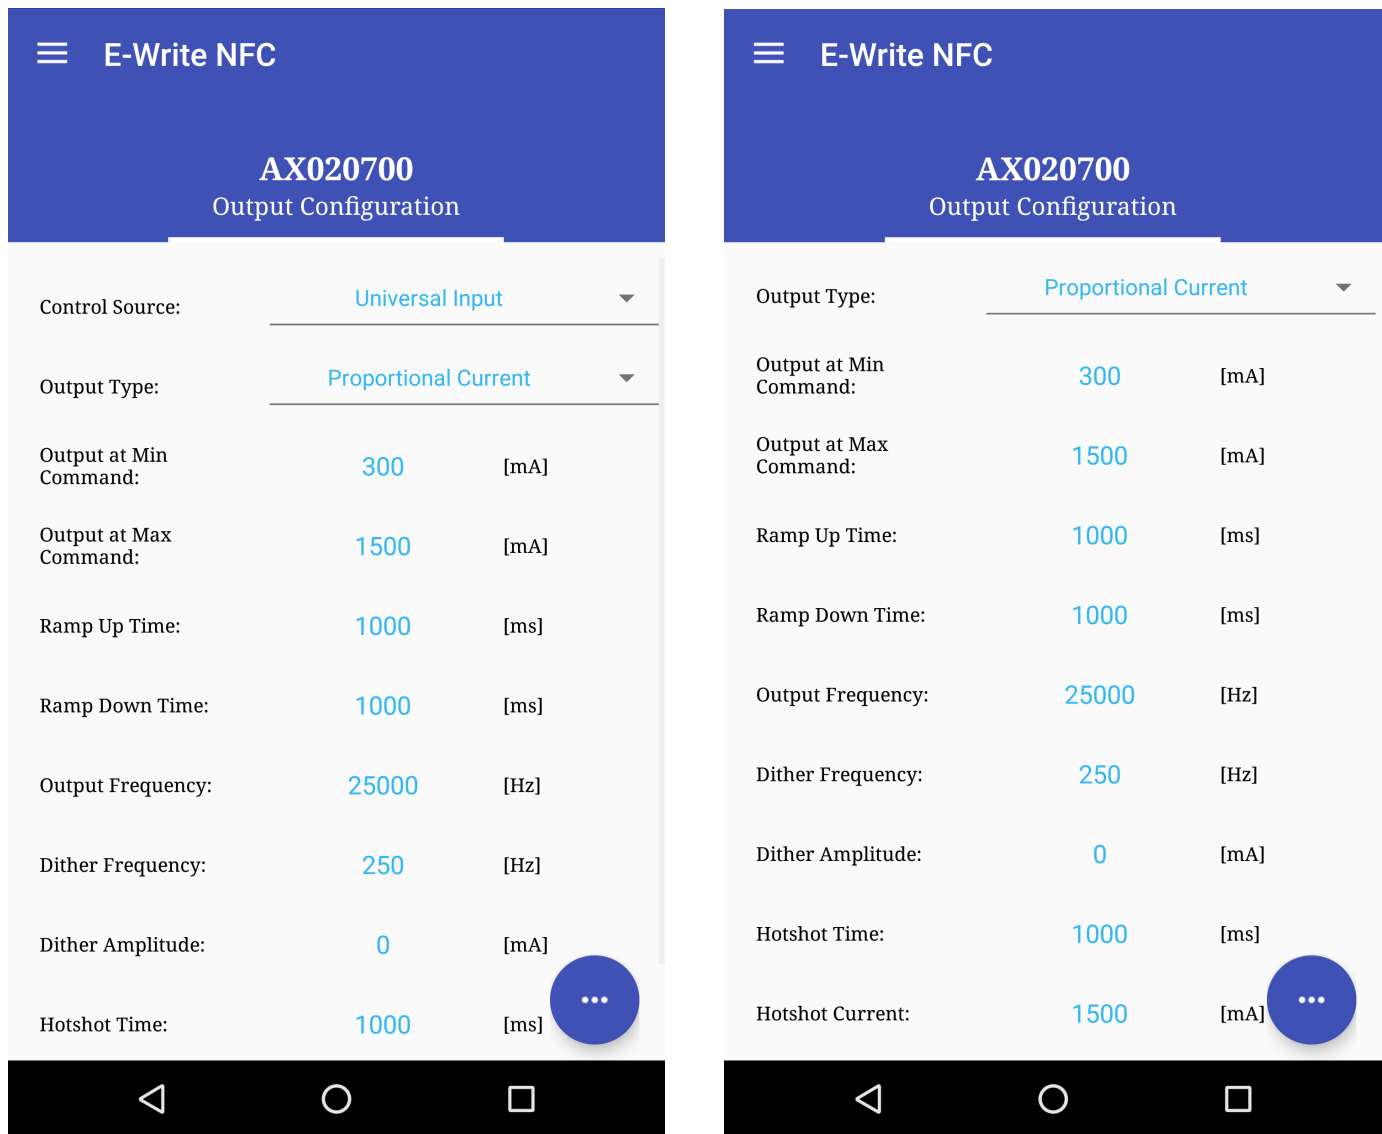 E-Write NFC
AX020700
Output Configuration
Control Source: Universal Input
Output Type: Proportional Current
Output at Min
Command: 300 [mA]
Output at Max
Command: 1500 [mA]
Ramp Up Time: 1000 [ms]
Ramp Down Time: 1000 [ms]
Output Frequency: 25000 [Hz]
Dither Frequency: 250 [Hz]
Dither Amplitude: 0 [mA]
Hotshot Time: 1000 [ms]
E-Write NFC
AX020700
Output Configuration
Output Type: Proportional Current
Output at Min
Command: 300 [mA]
Output at Max
Command: 1500 [mA]
Ramp Up Time: 1000 [ms]
Ramp Down Time: 1000 [ms]
Output Frequency: 25000 [Hz]
Dither Frequency: 250 [Hz]
Dither Amplitude: 0 [mA]
Hotshot Time: 1000 [ms]
Hotshot Current: 1500 [mA]